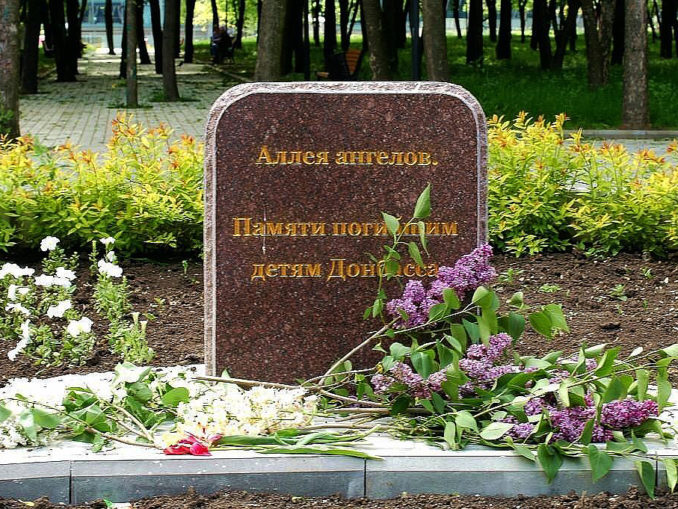 Аллея ангелов.
Памяти погибшим
детям Донбасса